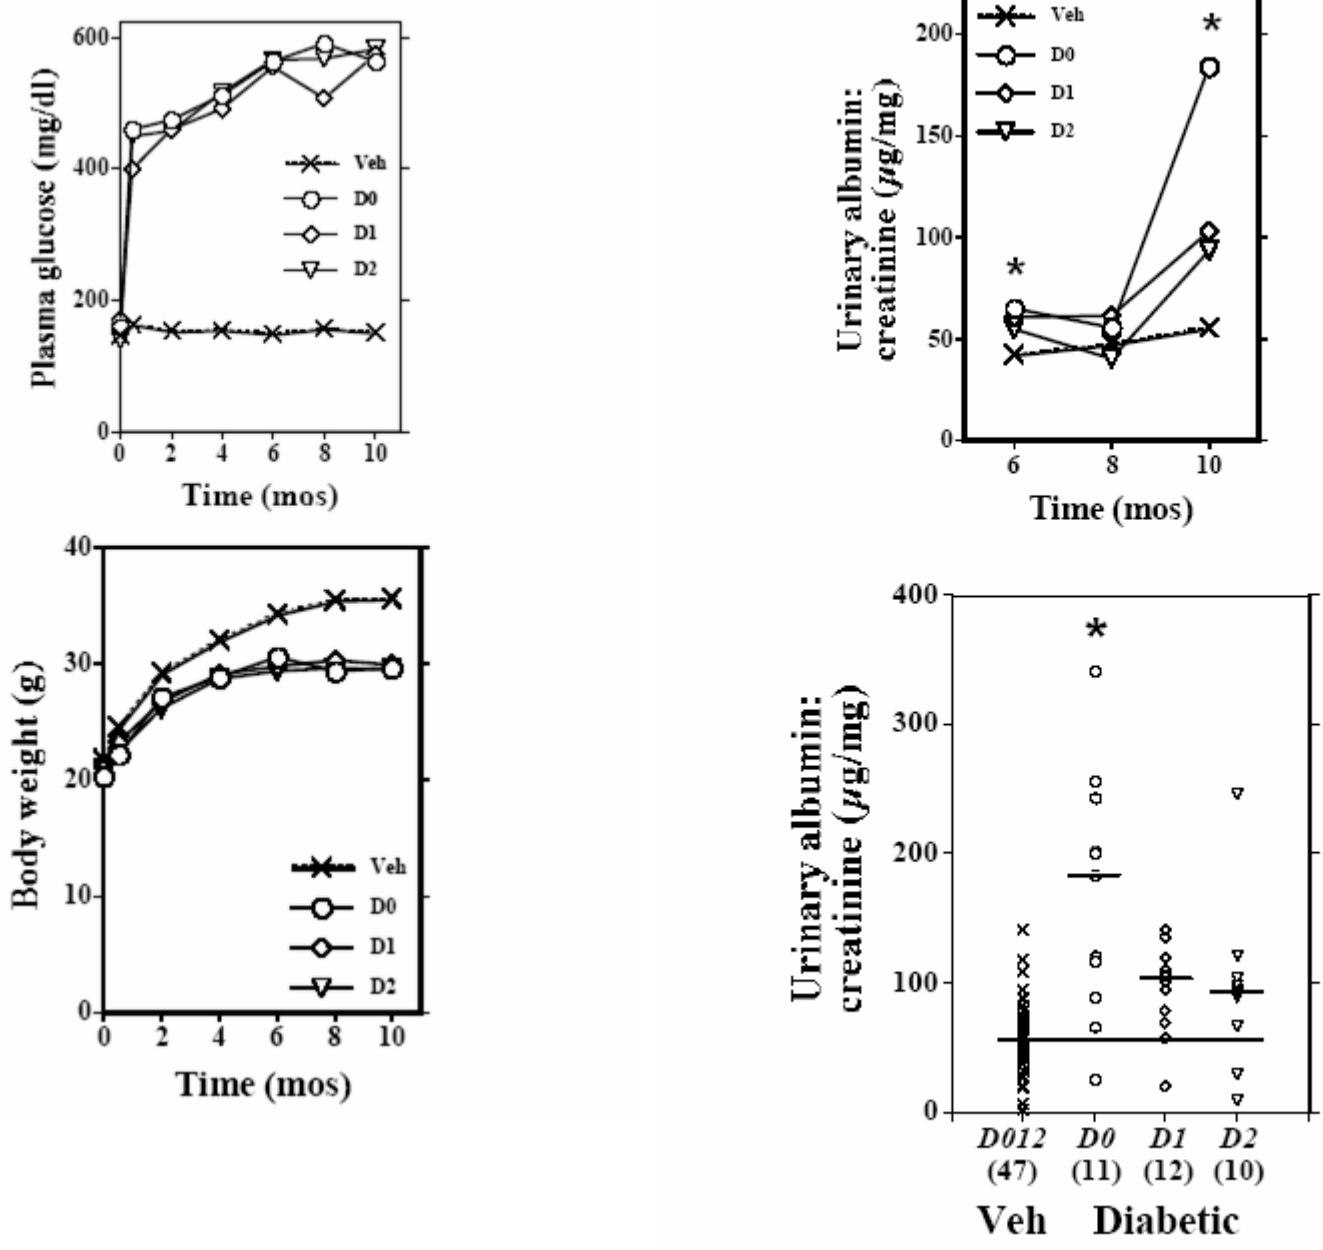 600
400
200
0
Plasma glucose (mg/dl)
Veh
D0
D1
D2
0 2 4 6 8 10
Time (mos)
200
150
100
50
0
Urinary albumin:
creatinine (µg/mg)
Veh
D0
D1
D2
*
*
6 8 10
Time (mos)
40
30
20
10
0
Body weight (g)
Veh
D0
D1
D2
0 2 4 6 8 10
Time (mos)
400
300
200
100
0
Urinary albumin:
creatinine (µg/mg)
*
D012 D0 D1 D2
(47) (11) (12) (10)
Veh Diabetic